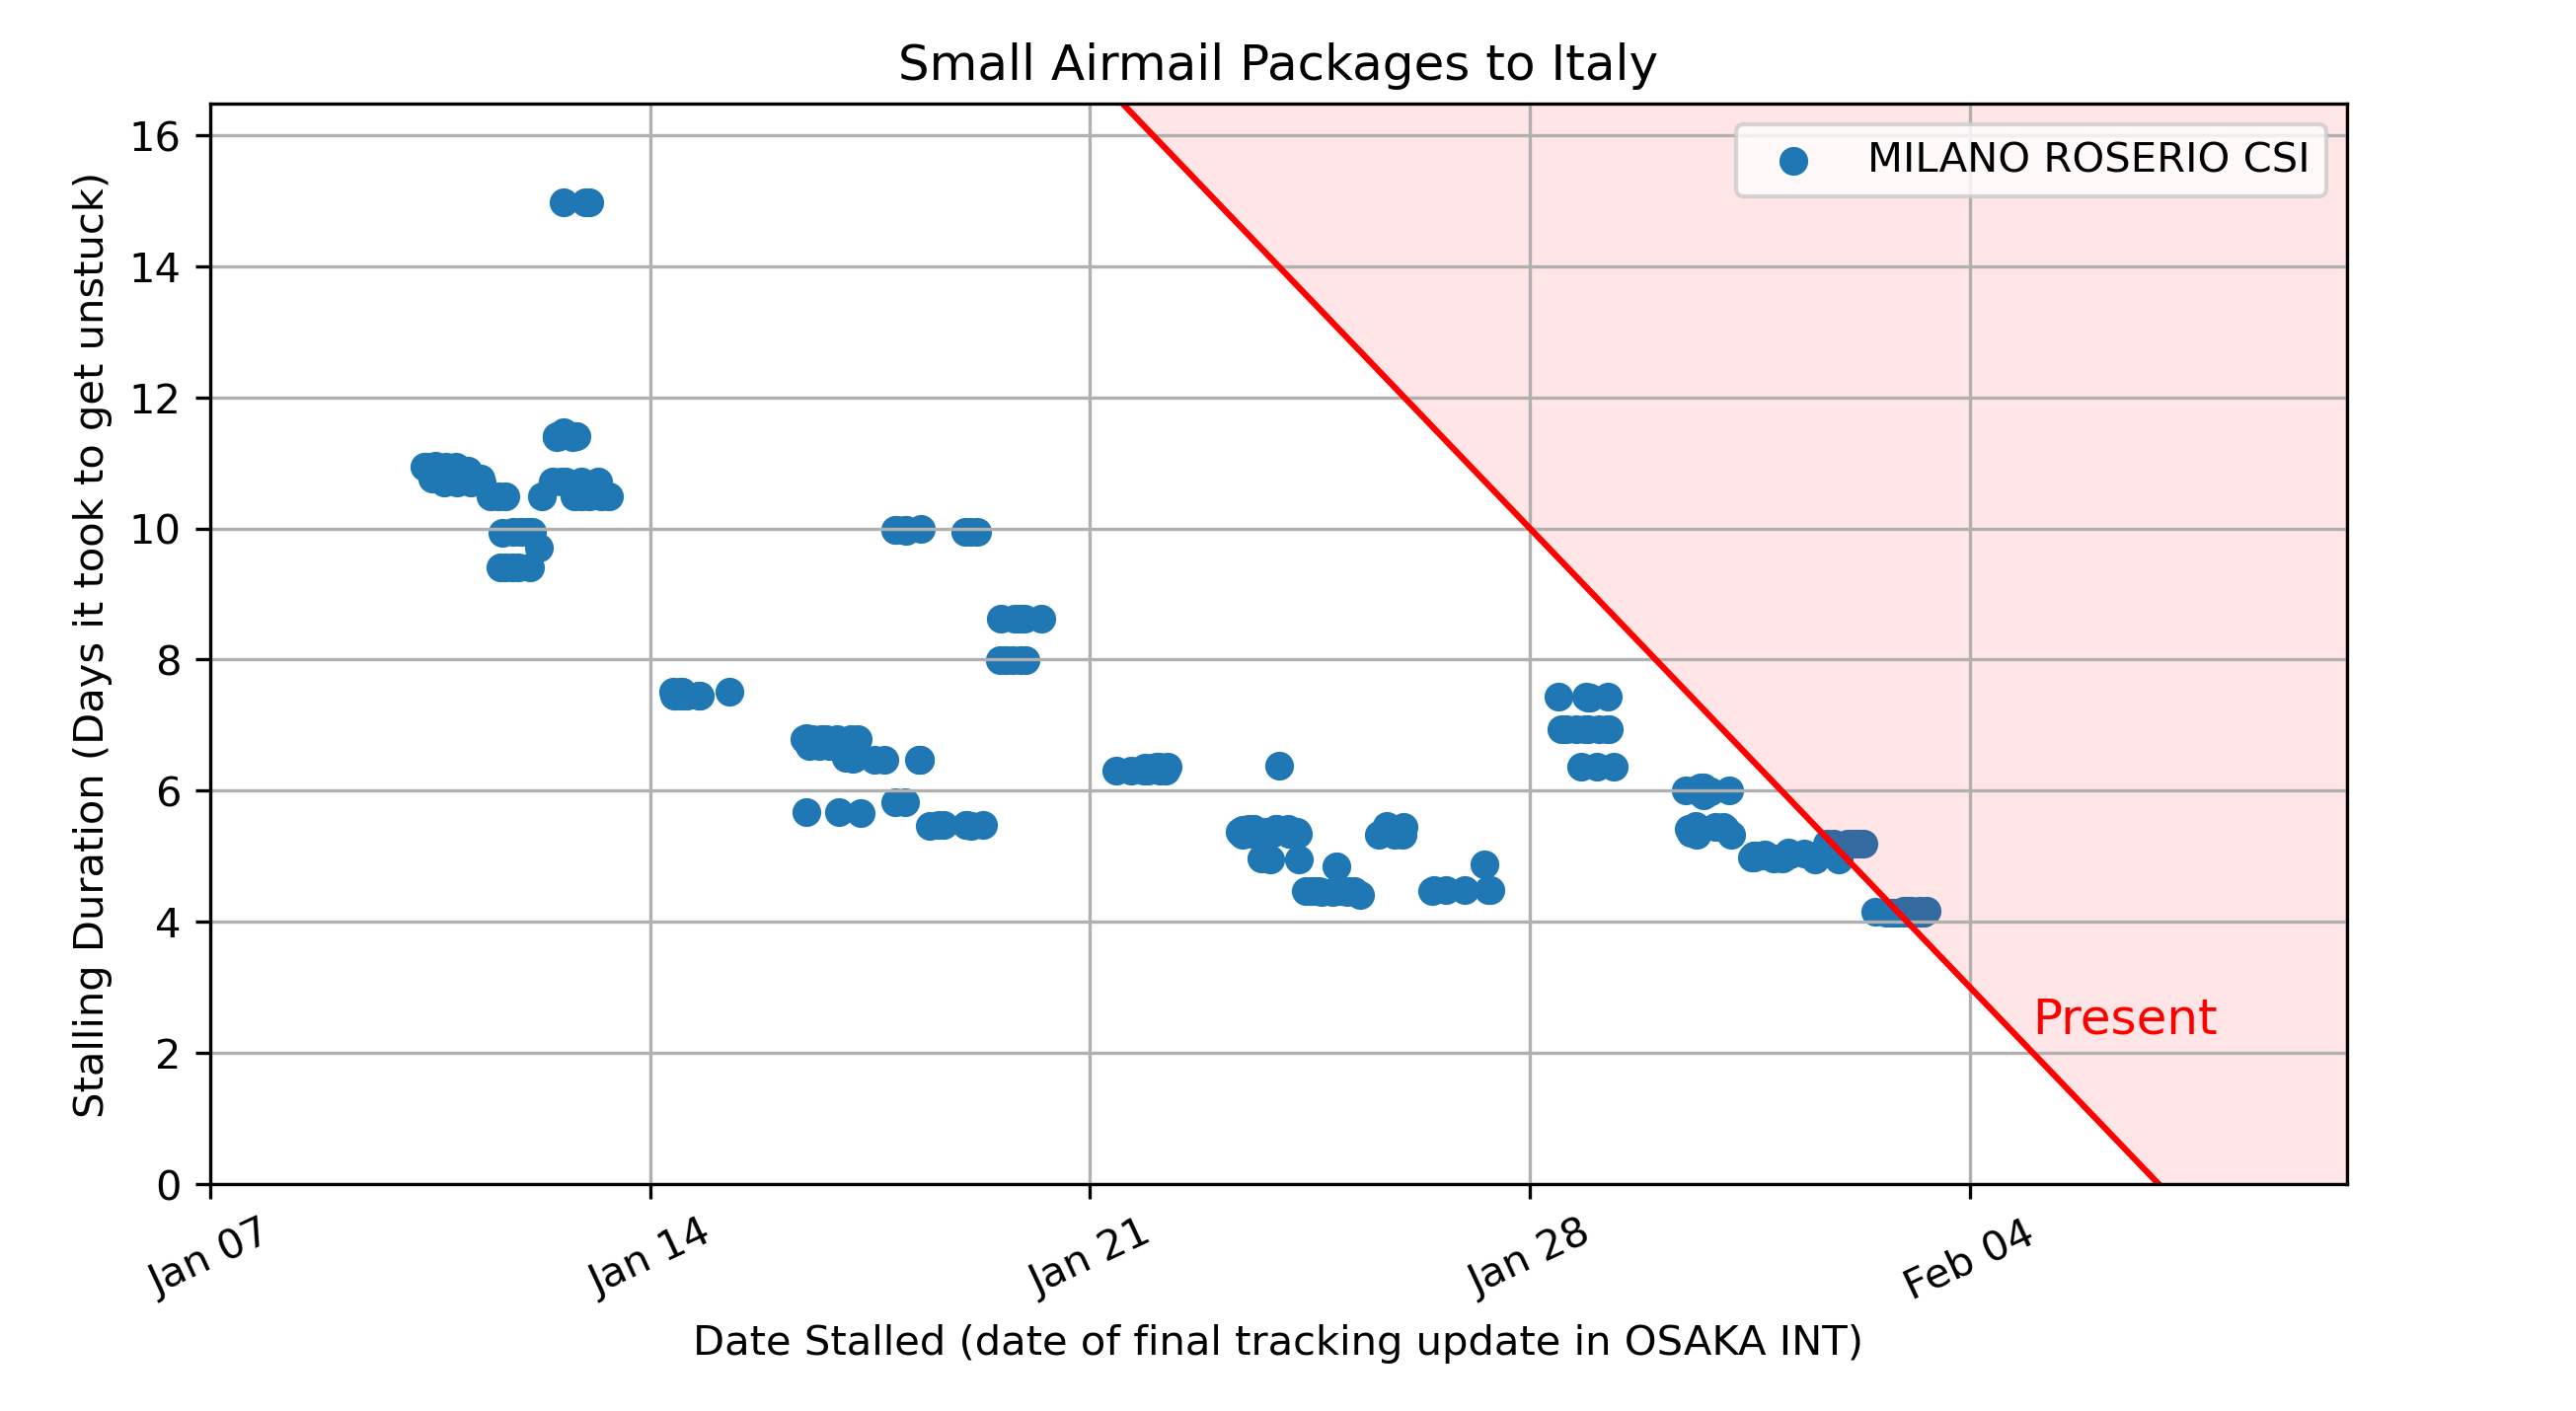 Small Airmail Packages to Italy
MILANO ROSERIO CSI
Stalling Duration (Days it took to get unstuck)
16
14
12
10
8
6
4
2
0
Present
Jan 07
Jan 14
Jan 21
Jan 28
Feb 04
Date Stalled (date of final tracking update in OSAKA INT)